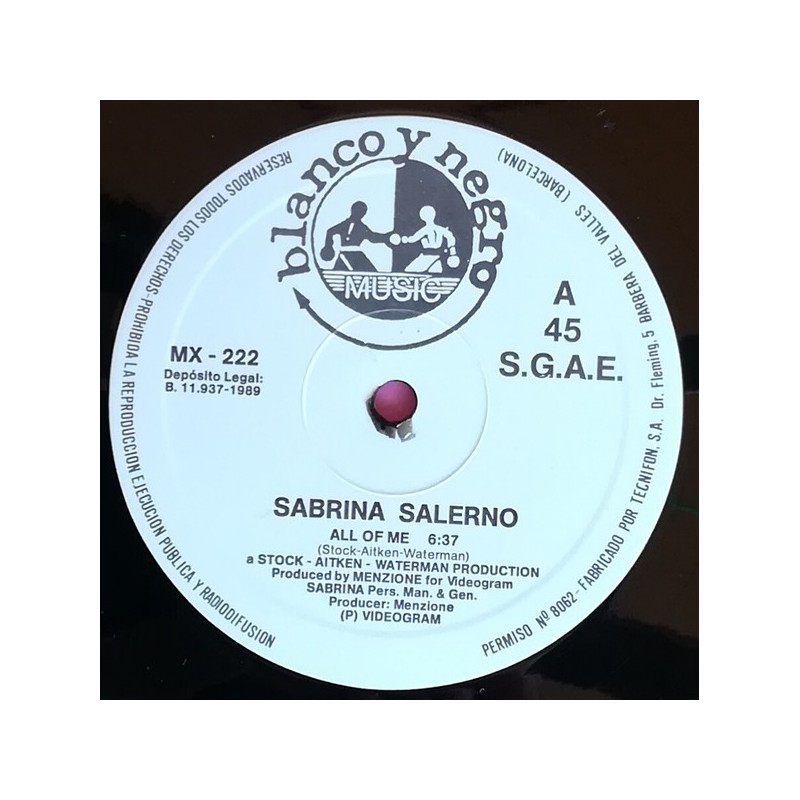 blanco y negro
MUSIC
A
45
S.G.A.E.
MX - 222
Depósito Legal:
B. 11.937-1989
SABRINA SALERNO
ALL OF ME 6:37
(Stock-Aitken-Waterman)
a STOCK - AITKEN - WATERMAN PRODUCTION
Produced by MENZIONE for Videogram
SABRINA Pers. Man. & Gen.
Producer: Menzione
(P) VIDEOGRAM
RESERVADOS TODOS LOS DERECHOS-PROHIBIDA LA REPRODUCCION EJECUCION PUBLICA Y RADIODIFUSION
PERMISO Nº 8062- FABRICADO POR TECNIFON, S.A. Dr. Fleming, 5 BARBERA DEL VALLES (BARCELONA)